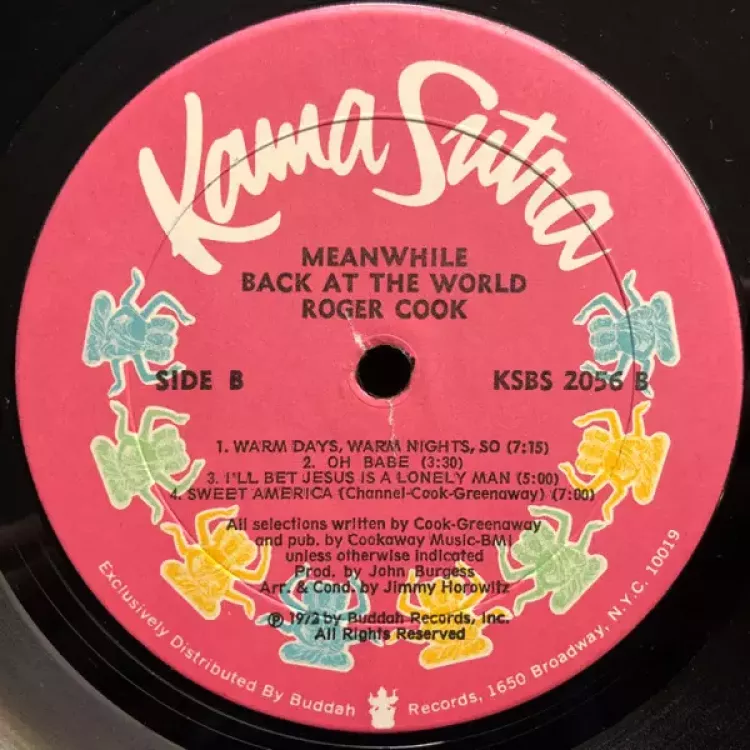 Kama Sutra
MEANWHILE
BACK AT THE WORLD
ROGER COOK
SIDE B
KSBS 2056 B
1. WARM DAYS, WARM NIGHTS, SO (7:15)
2. OH BABE (3:30)
3. I'LL BET JESUS IS A LONELY MAN (5:00)
4. SWEET AMERICA (Channel-Cook-Greenaway) (7:00)
All selections written by Cook-Greenaway
and pub. by Cookaway Music-BMI
unless otherwise indicated
Prod. by John Burgess
Arr. & Cond. by Jimmy Horowitz
℗ 1972 by Buddah Records, Inc.
All Rights Reserved
Exclusively Distributed By Buddah Records, 1650 Broadway, N.Y.C. 10019